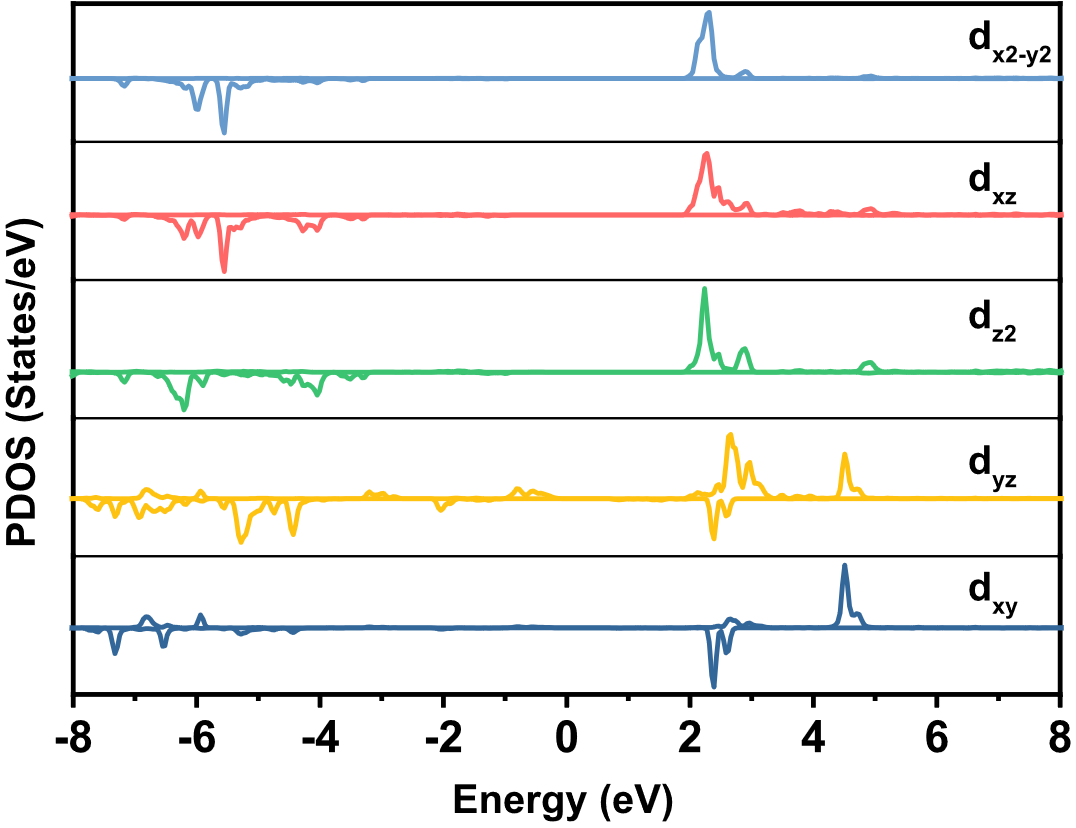 PDOS (States/eV)
dx2-y2
dxz
dz2
dyz
dxy
-8 -6 -4 -2 0 2 4 6 8
Energy (eV)